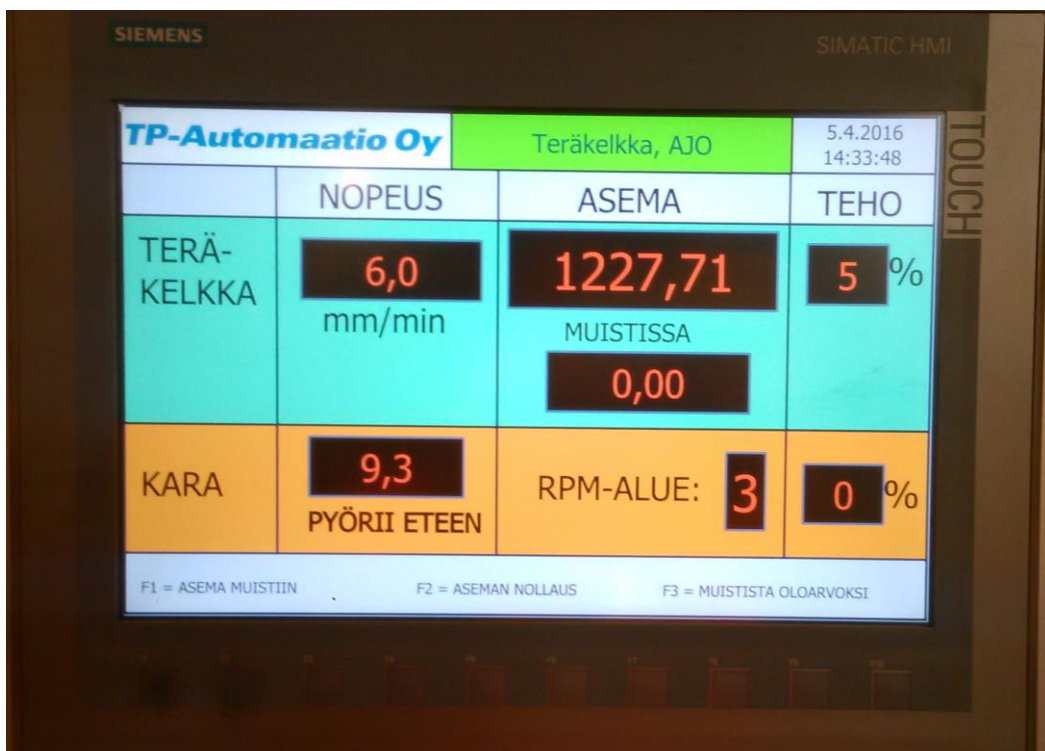 SIEMENS
SIMATIC HMI
TOUCH
TP-Automaatio Oy
Teräkelkka, AJO
5.4.2016
14:33:48
NOPEUS
ASEMA
TEHO
TERÄ-
KELKKA
6,0
mm/min
1227,71
MUISTISSA
0,00
5 %
KARA
9,3
PYÖRII ETEEN
RPM-ALUE: 3
0 %
F1 = ASEMA MUISTIIN
F2 = ASEMAN NOLLAUS
F3 = MUISTISTA OLOARVOKSI